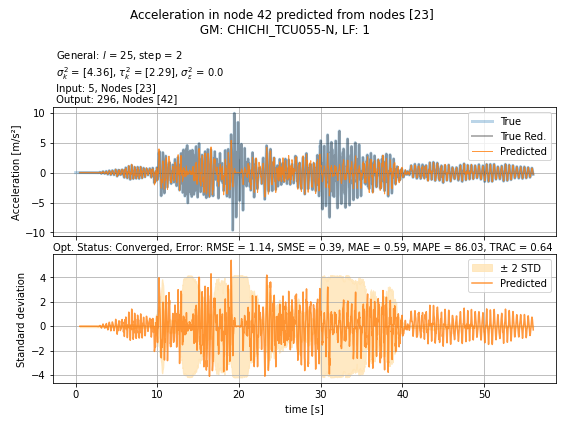 Acceleration in node 42 predicted from nodes [23]
GM: CHICHI_TCU055-N, LF: 1
General: l = 25, step = 2
σ²ₖ = [4.36], τ²ₖ = [2.29], σ²ε = 0.0
Input: 5, Nodes [23]
Output: 296, Nodes [42]
Acceleration [m/s²]
10
5
0
−5
−10
True
True Red.
Predicted
Opt. Status: Converged, Error: RMSE = 1.14, SMSE = 0.39, MAE = 0.59, MAPE = 86.03, TRAC = 0.64
Standard deviation
4
2
0
−2
−4
± 2 STD
Predicted
0 10 20 30 40 50
time [s]